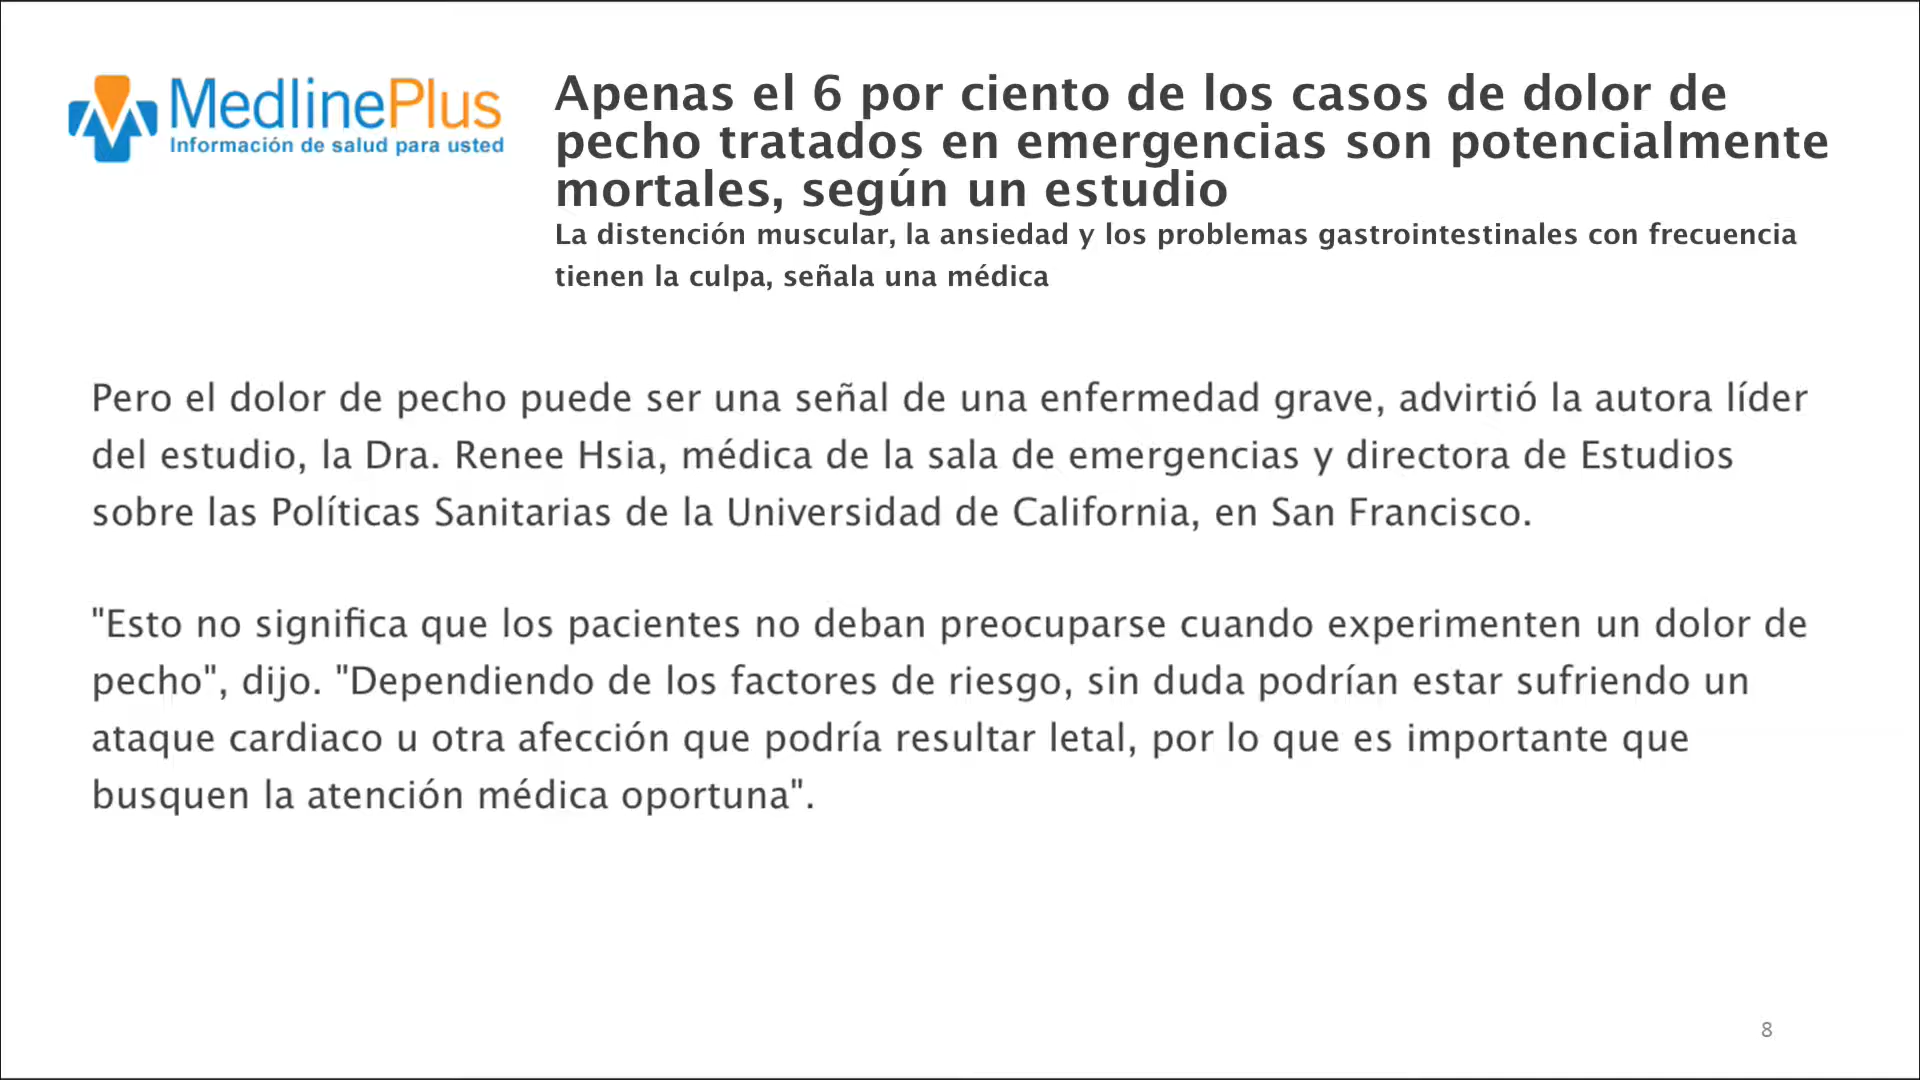 MedlinePlus
Información de salud para usted
Apenas el 6 por ciento de los casos de dolor de
pecho tratados en emergencias son potencialmente
mortales, según un estudio
La distención muscular, la ansiedad y los problemas gastrointestinales con frecuencia
tienen la culpa, señala una médica
Pero el dolor de pecho puede ser una señal de una enfermedad grave, advirtió la autora líder
del estudio, la Dra. Renee Hsia, médica de la sala de emergencias y directora de Estudios
sobre las Políticas Sanitarias de la Universidad de California, en San Francisco.
"Esto no significa que los pacientes no deban preocuparse cuando experimenten un dolor de
pecho", dijo. "Dependiendo de los factores de riesgo, sin duda podrían estar sufriendo un
ataque cardiaco u otra afección que podría resultar letal, por lo que es importante que
busquen la atención médica oportuna".
8